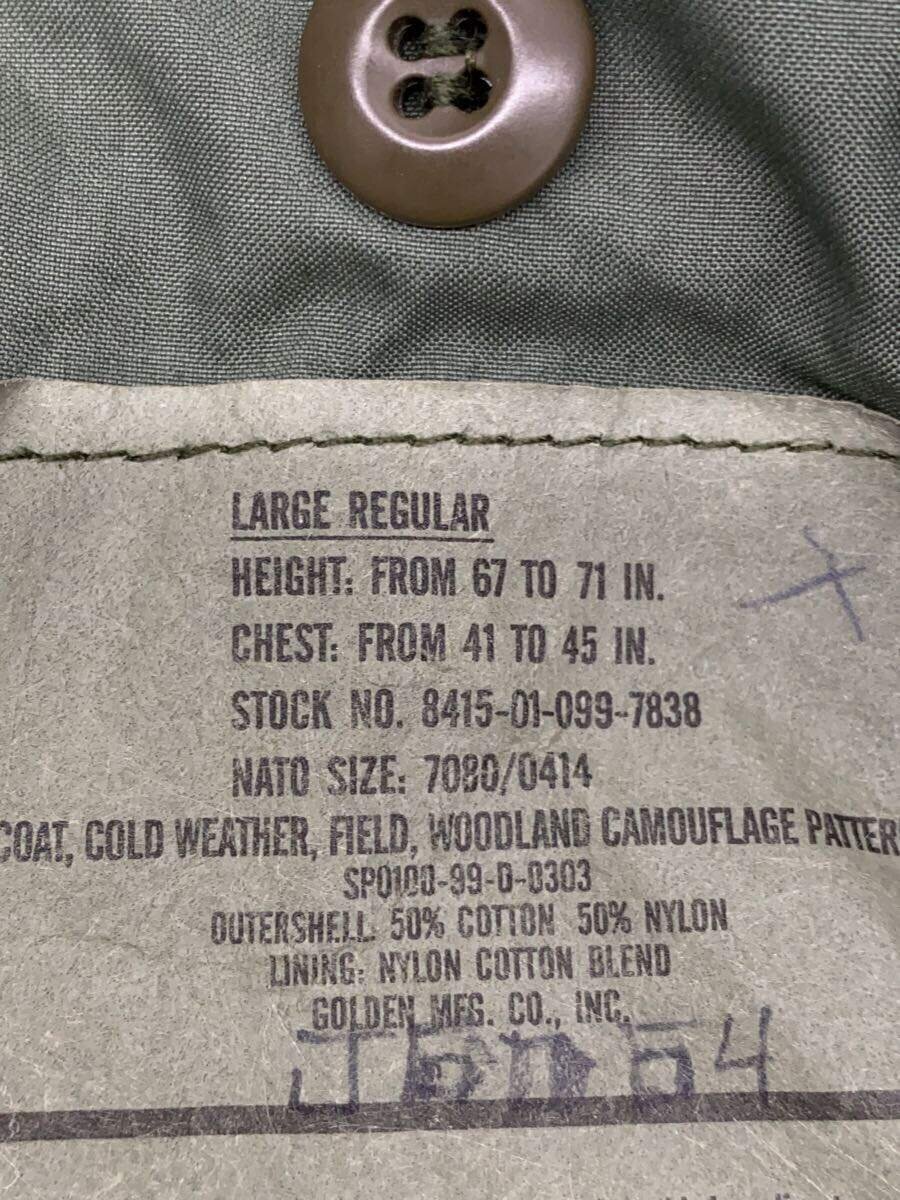 LARGE REGULAR
HEIGHT: FROM 67 TO 71 IN.
CHEST: FROM 41 TO 45 IN.
STOCK NO. 8415-01-099-7838
NATO SIZE: 7080/0414
COAT, COLD WEATHER, FIELD, WOODLAND CAMOUFLAGE PATTER
SP0100-99-D-0303
OUTERSHELL: 50% COTTON 50% NYLON
LINING: NYLON COTTON BLEND
GOLDEN MFG. CO., INC.